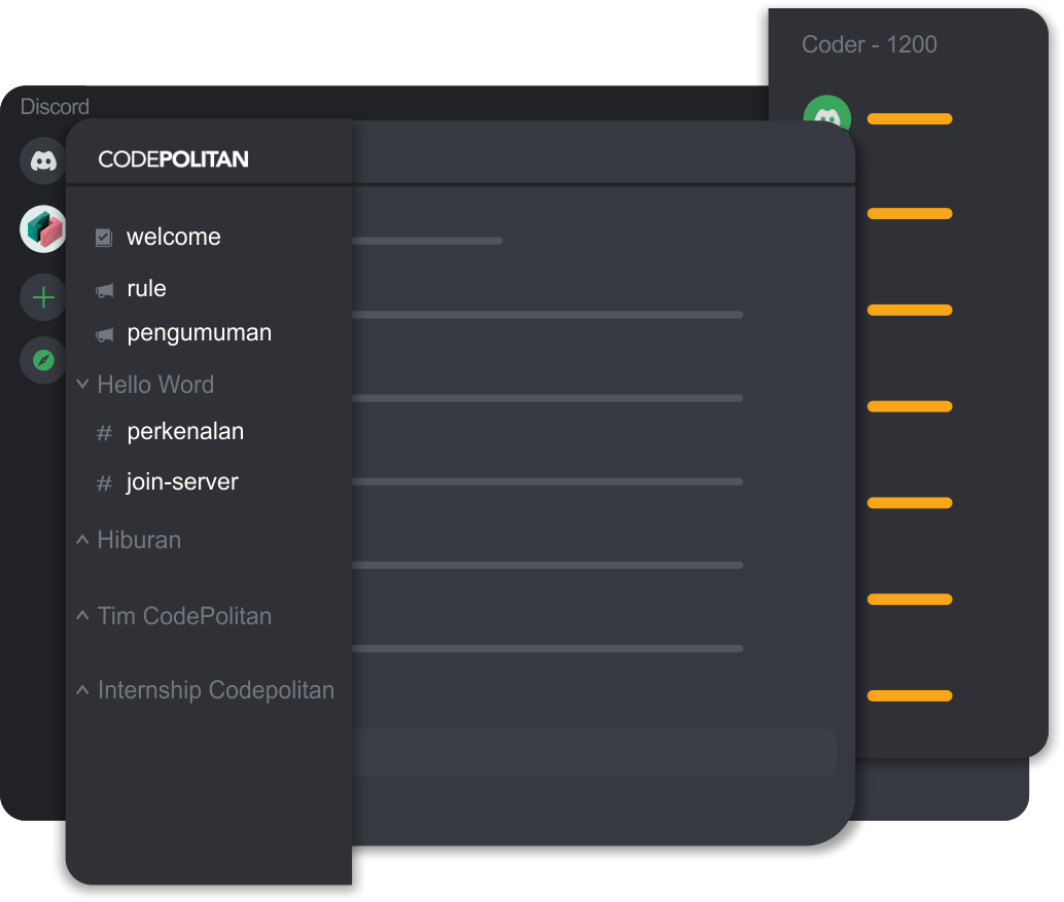 Coder - 1200
Discord
CODEPOLITAN
welcome
rule
pengumuman
Hello Word
# perkenalan
# join-server
Hiburan
Tim CodePolitan
Internship Codepolitan